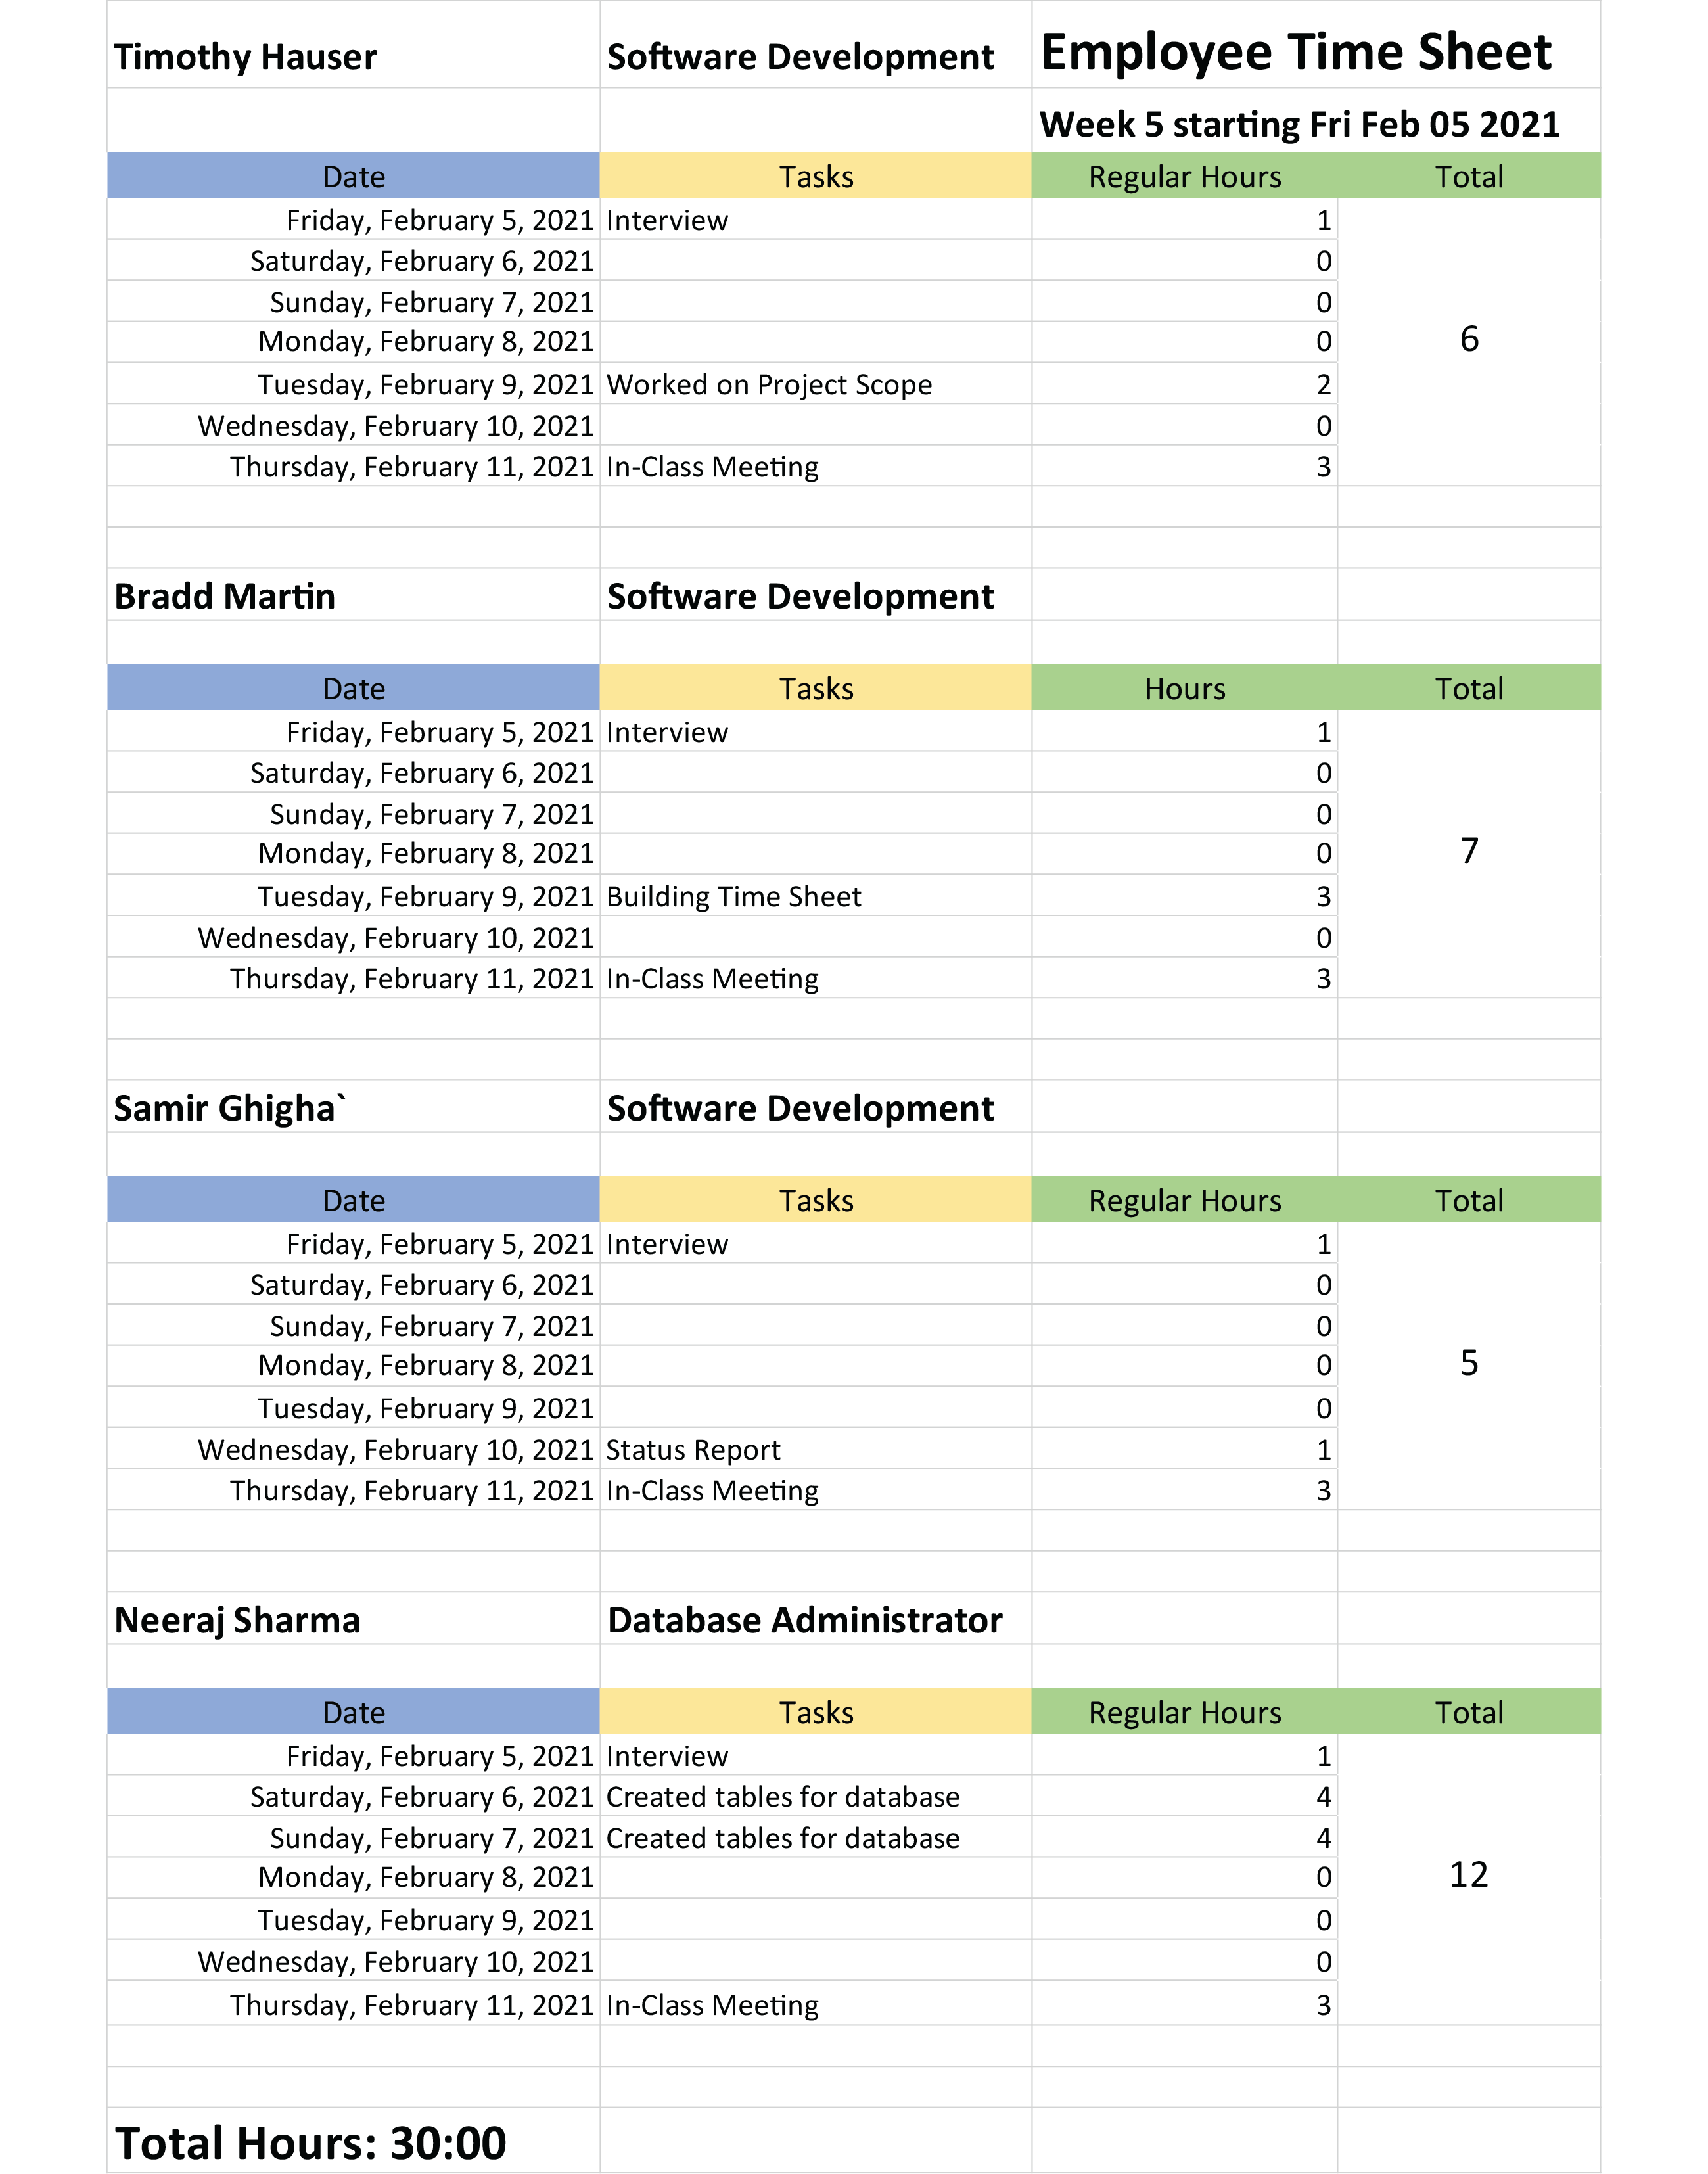 Timothy Hauser Software Development Employee Time Sheet
Week 5 starting Fri Feb 05 2021
Date Tasks Regular Hours Total
Friday, February 5, 2021 Interview 1
Saturday, February 6, 2021 0
Sunday, February 7, 2021 0
Monday, February 8, 2021 0 6
Tuesday, February 9, 2021 Worked on Project Scope 2
Wednesday, February 10, 2021 0
Thursday, February 11, 2021 In-Class Meeting 3
Bradd Martin Software Development
Date Tasks Hours Total
Friday, February 5, 2021 Interview 1
Saturday, February 6, 2021 0
Sunday, February 7, 2021 0
Monday, February 8, 2021 0 7
Tuesday, February 9, 2021 Building Time Sheet 3
Wednesday, February 10, 2021 0
Thursday, February 11, 2021 In-Class Meeting 3
Samir Ghigha` Software Development
Date Tasks Regular Hours Total
Friday, February 5, 2021 Interview 1
Saturday, February 6, 2021 0
Sunday, February 7, 2021 0
Monday, February 8, 2021 0 5
Tuesday, February 9, 2021 0
Wednesday, February 10, 2021 Status Report 1
Thursday, February 11, 2021 In-Class Meeting 3
Neeraj Sharma Database Administrator
Date Tasks Regular Hours Total
Friday, February 5, 2021 Interview 1
Saturday, February 6, 2021 Created tables for database 4
Sunday, February 7, 2021 Created tables for database 4
Monday, February 8, 2021 0 12
Tuesday, February 9, 2021 0
Wednesday, February 10, 2021 0
Thursday, February 11, 2021 In-Class Meeting 3
Total Hours: 30:00